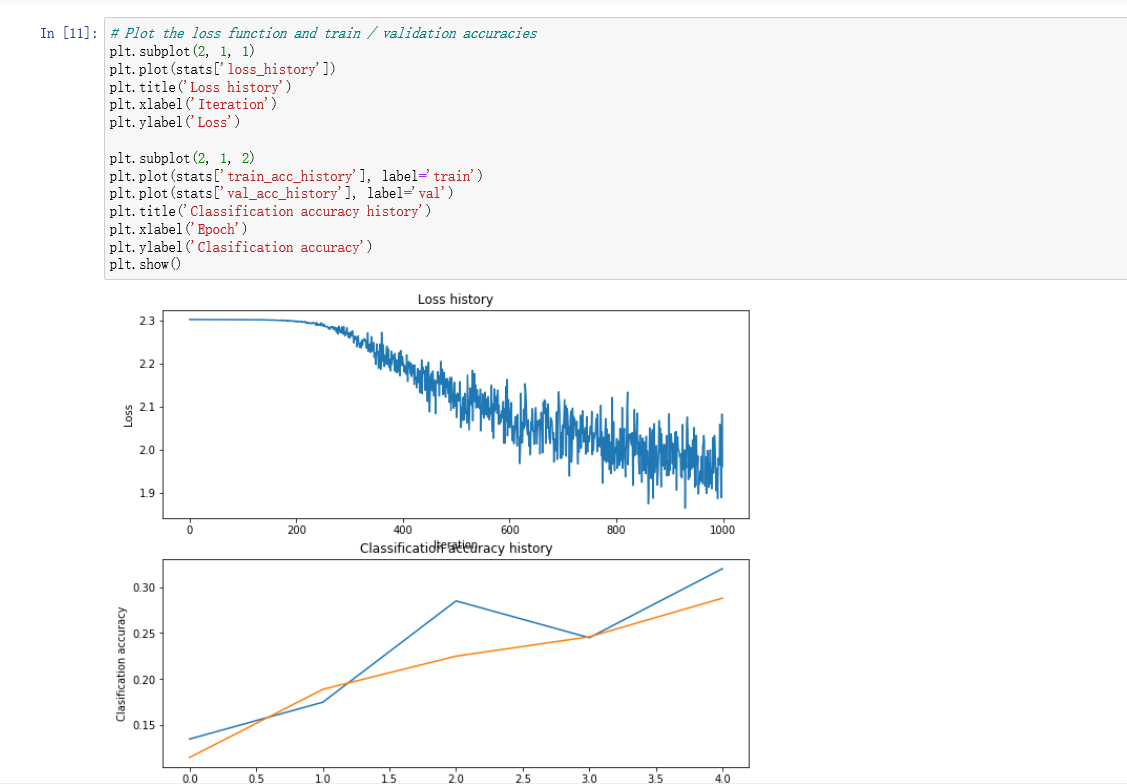 In [11]: # Plot the loss function and train / validation accuracies
plt.subplot(2, 1, 1)
plt.plot(stats['loss_history'])
plt.title('Loss history')
plt.xlabel('Iteration')
plt.ylabel('Loss')
plt.subplot(2, 1, 2)
plt.plot(stats['train_acc_history'], label='train')
plt.plot(stats['val_acc_history'], label='val')
plt.title('Classification accuracy history')
plt.xlabel('Epoch')
plt.ylabel('Clasification accuracy')
plt.show()
Loss history
2.3
2.2
2.1
2.0
1.9
Loss
0 200 400 600 800 1000
Iteration
Classification accuracy history
0.30
0.25
0.20
0.15
Clasification accuracy
0.0 0.5 1.0 1.5 2.0 2.5 3.0 3.5 4.0